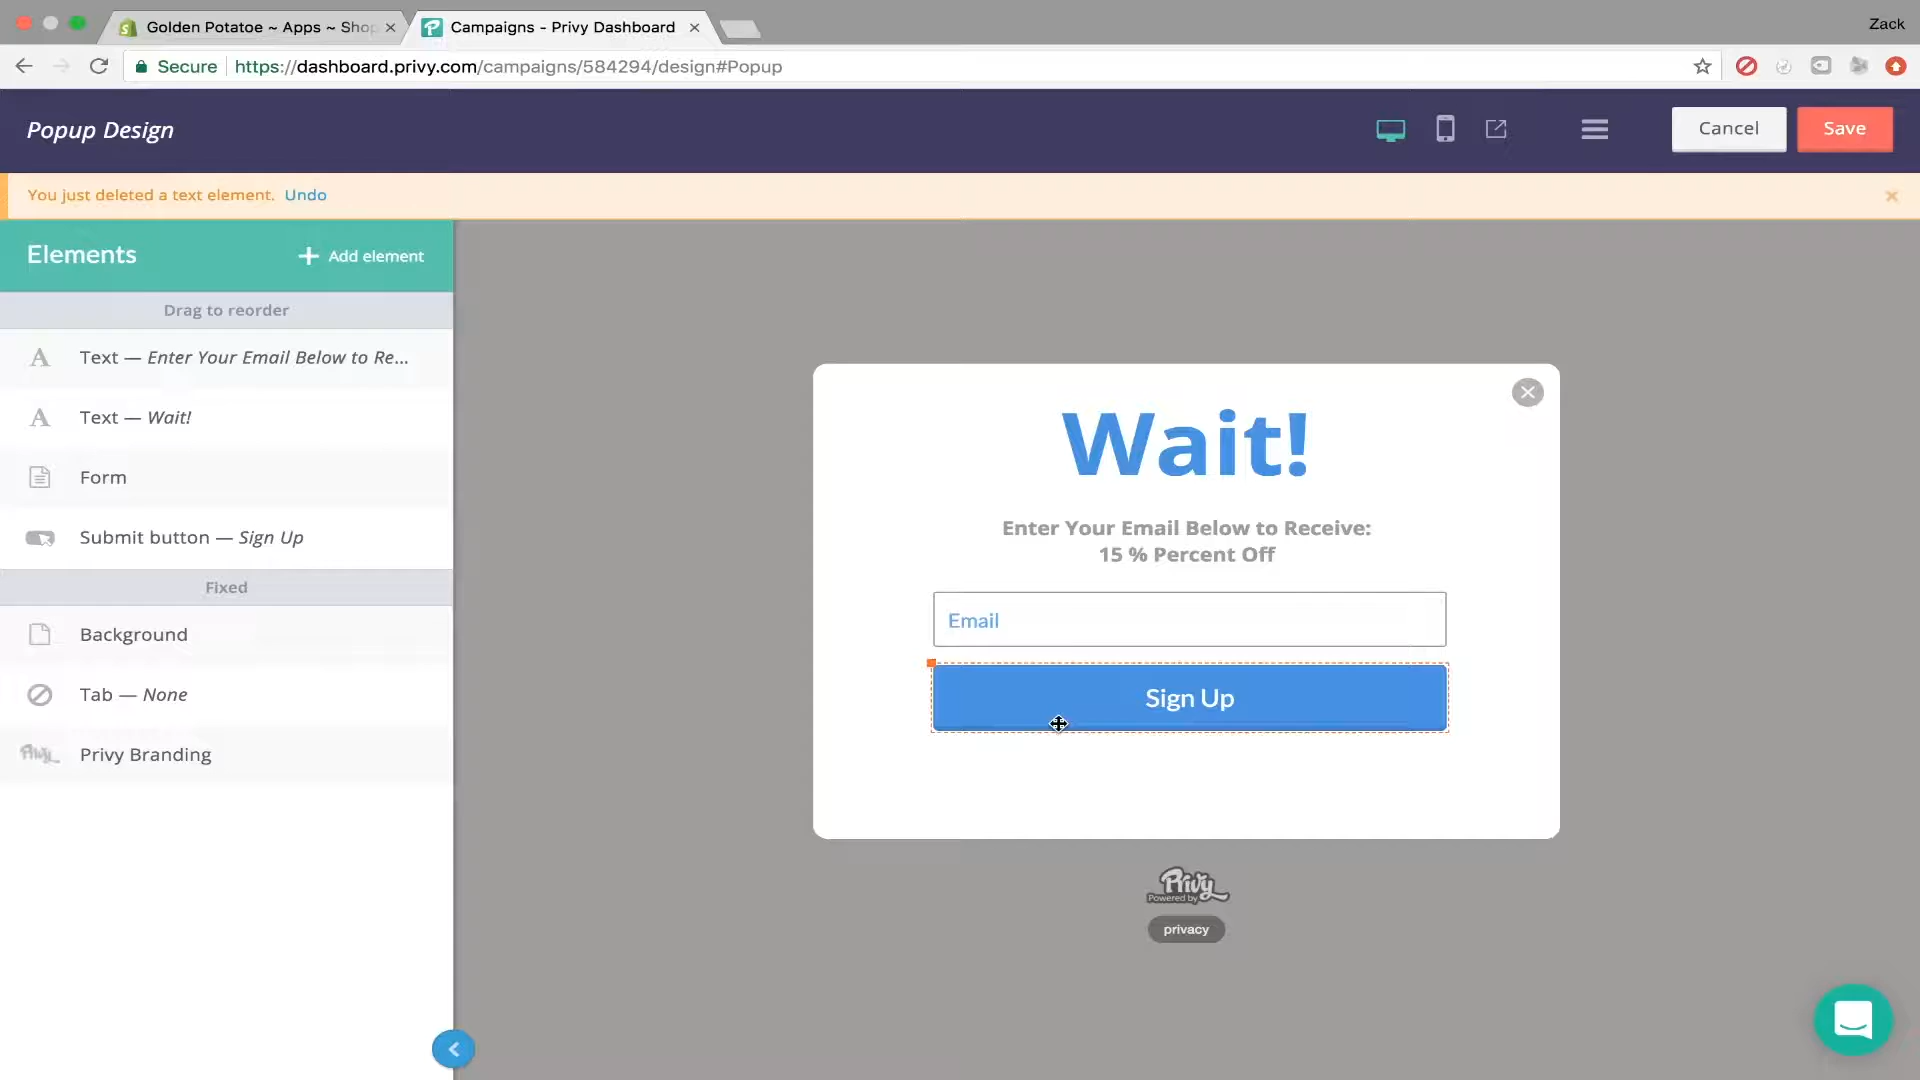 Golden Potatoe ~ Apps ~ Shop
Campaigns - Privy Dashboard
Zack
Secure
https://dashboard.privy.com/campaigns/584294/design#Popup
Popup Design
Cancel
Save
You just deleted a text element. Undo
Elements
Add element
Drag to reorder
Text — Enter Your Email Below to Re...
Text — Wait!
Form
Submit button — Sign Up
Fixed
Background
Tab — None
Privy Branding
Wait!
Enter Your Email Below to Receive:
15 % Percent Off
Email
Sign Up
Privy
Powered by
privacy